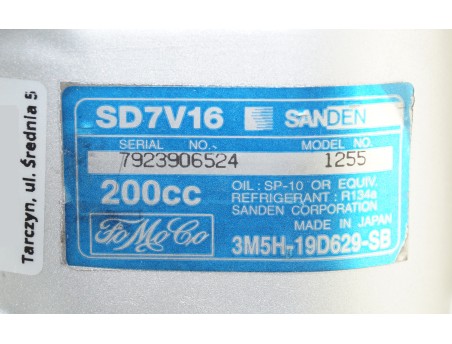 SD7V16 SANDEN
SERIAL NO. MODEL NO.
7923906524 1255
200cc
OIL: SP-10 OR EQUIV.
REFRIGERANT: R134a
SANDEN CORPORATION
MADE IN JAPAN
FoMoCo
3M5H-19D629-SB
Tarczyn, ul. Średnia 5